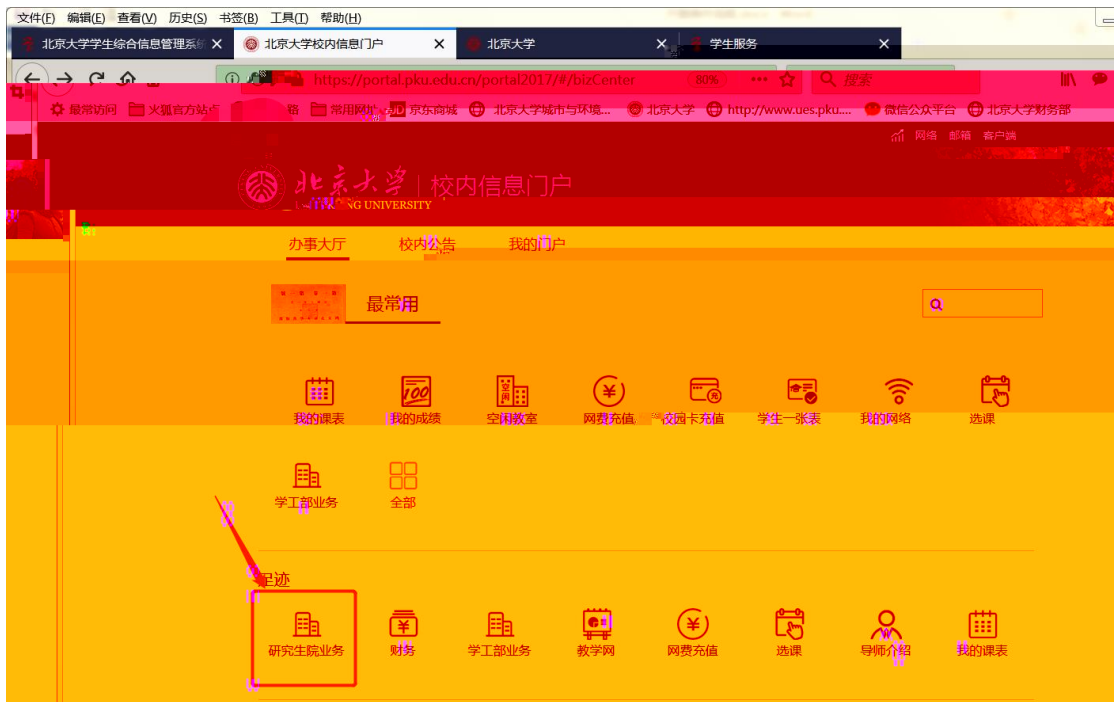 文件(F) 编辑(E) 查看(V) 历史(S) 书签(B) 工具(T) 帮助(H)
北京大学学生综合信息管理系统 北京大学校内信息门户 北京大学 学生服务
https://portal.pku.edu.cn/portal2017/#/bizCenter 80% 搜索
最常访问 火狐官方站点 常用网址 JD 京东商城 北京大学城市与环境... 北京大学 http://www.ues.pku.... 微信公众平台 北京大学财务部
网络 邮箱 客户端
北京大学 校内信息门户
NG UNIVERSITY
办事大厅 校内公告 我的门户
最常用
100 空闲
我的课表 我的成绩 空闲教室 网费充值 校园卡充值 学生一张表 我的网络 选课
学工部业务 全部
足迹
研究生院业务 财务 学工部业务 教学网 网费充值 选课 导师介绍 我的课表